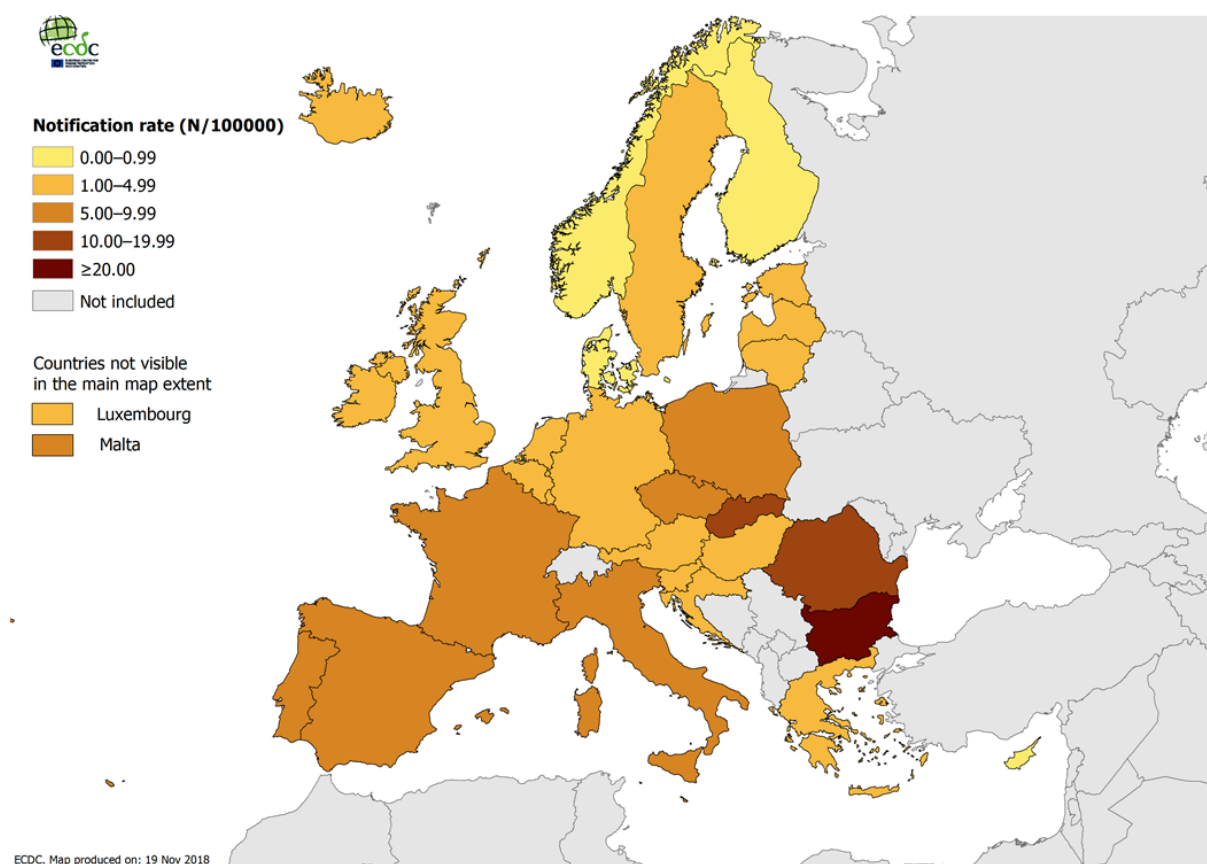 ecdc
Notification rate (N/100000)
0.00–0.99
1.00–4.99
5.00–9.99
10.00–19.99
≥20.00
Not included
Countries not visible
in the main map extent
Luxembourg
Malta
ECDC. Map produced on: 19 Nov 2018